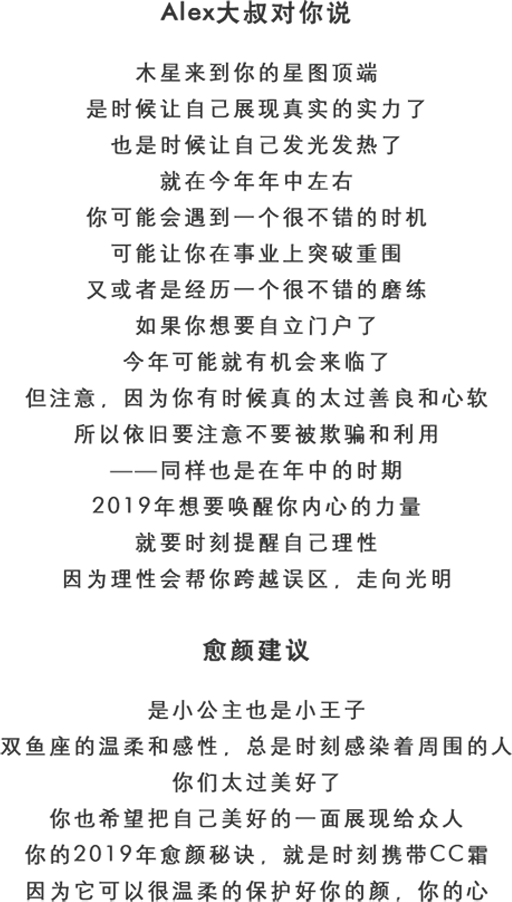 Alex大叔对你说
木星来到你的星图顶端
是时候让自己展现真实的实力了
也是时候让自己发光发热了
就在今年年中左右
你可能会遇到一个很不错的时机
可能让你在事业上突破重围
又或者是经历一个很不错的磨练
如果你想要自立门户了
今年可能就有机会来临了
但注意，因为你有时候真的太过善良和心软
所以依旧要注意不要被欺骗和利用
——同样也是在年中的时期
2019年想要唤醒你内心的力量
就要时刻提醒自己理性
因为理性会帮你跨越误区，走向光明
愈颜建议
是小公主也是小王子
双鱼座的温柔和感性，总是时刻感染着周围的人
你们太过美好了
你也希望把自己美好的一面展现给众人
你的2019年愈颜秘诀，就是时刻携带CC霜
因为它可以很温柔的保护好你的颜，你的心